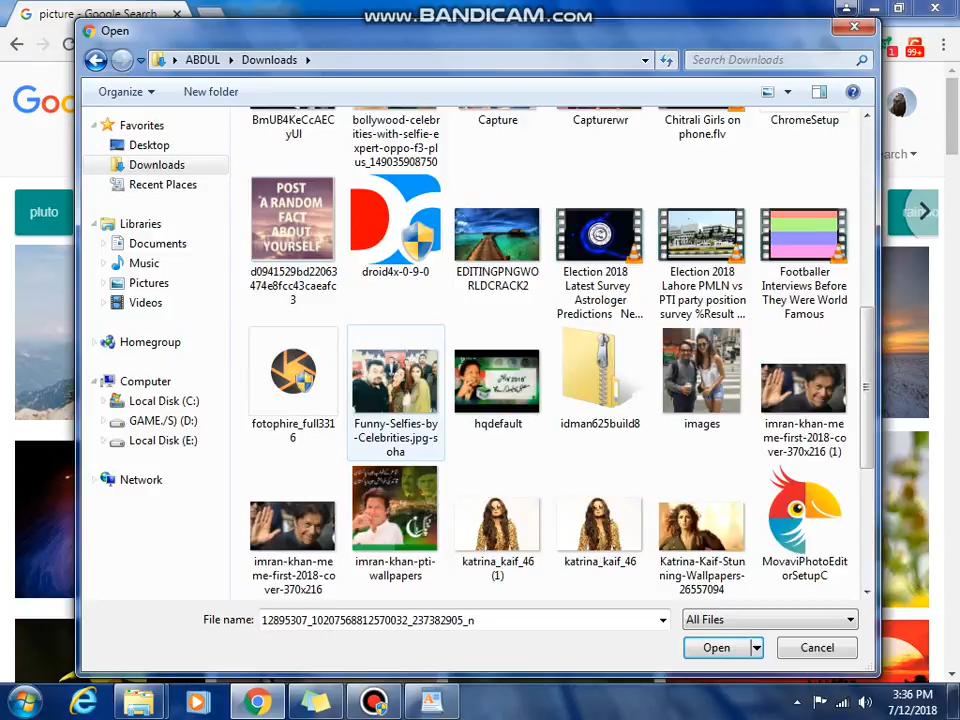 picture - Google Search
www.BANDICAM.com
Open
ABDUL
Downloads
Search Downloads
Organize
New folder
1
99+
Goo
Favorites
Desktop
Downloads
Recent Places
Libraries
Documents
Music
Pictures
Videos
Homegroup
Computer
Local Disk (C:)
GAME./S) (D:)
Local Disk (E:)
Network
BmUB4KeCcAEC
yUI
bollywood-celebr
ities-with-selfie-e
xpert-oppo-f3-pl
us_149035908750
Capture
Capturerwr
Chitrali Girls on
phone.flv
ChromeSetup
earch
pluto
POST
A RANDOM
FACT
ABOUT
YOURSELF
d0941529bd22063
474e8fcc43caeafc
3
droid4x-0-9-0
EDITINGPNGWO
RLDCRACK2
Election 2018
Latest Survey
Astrologer
Predictions Ne...
Election 2018
Lahore PMLN vs
PTI party position
survey %Result ...
Footballer
Interviews Before
They Were World
Famous
fotophire_full331
6
Funny-Selfies-by
-Celebrities.jpg-s
oha
hqdefault
idman625build8
images
imran-khan-me
me-first-2018-co
ver-370x216 (1)
imran-khan-me
me-first-2018-co
ver-370x216
imran-khan-pti-
wallpapers
katrina_kaif_46
(1)
katrina_kaif_46
Katrina-Kaif-Stun
ning-Wallpapers-
26557094
MovaviPhotoEdit
orSetupC
File name:
12895307_10207568812570032_237382905_n
All Files
Open
Cancel
3:36 PM
7/12/2018